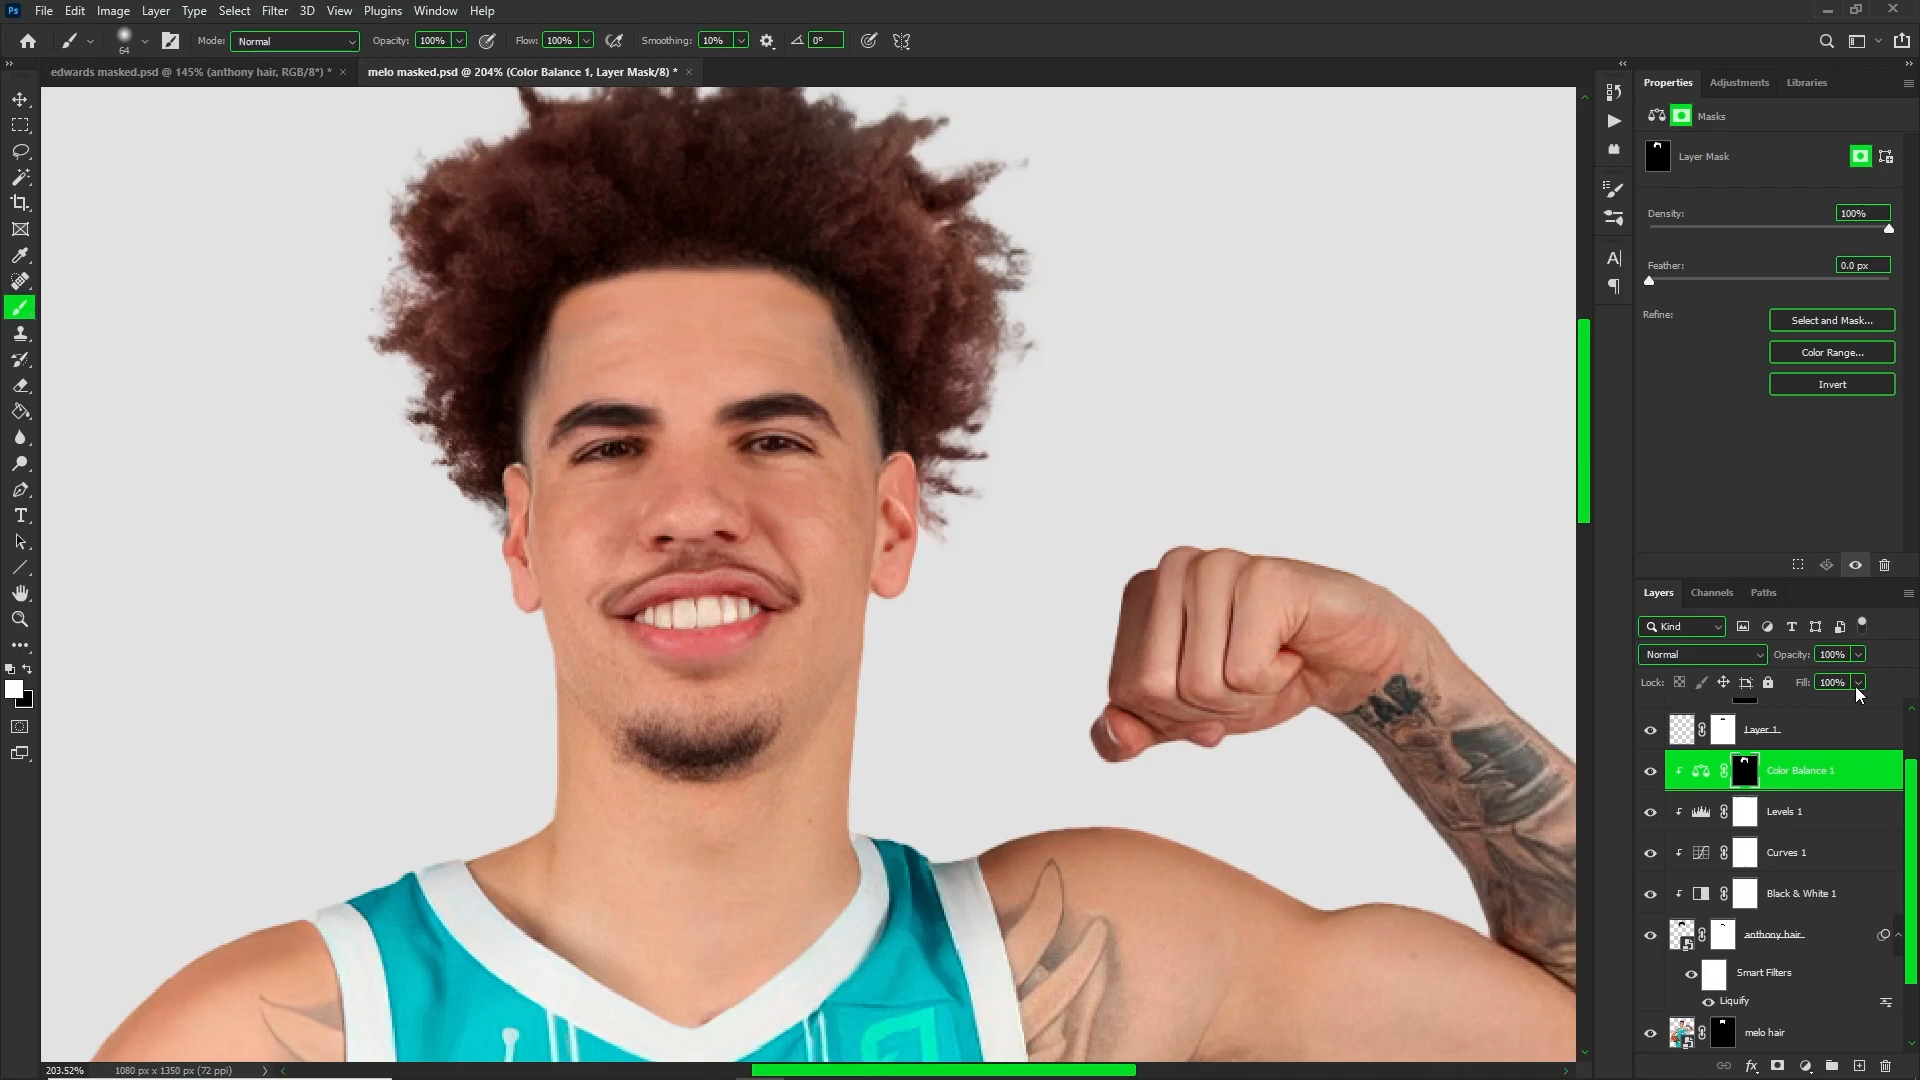 Ps File Edit Image Layer Type Select Filter 3D View Plugins Window Help
64 Mode: Normal Opacity: 100% Flow: 100% Smoothing: 10% 0°
edwards masked.psd @ 145% (anthony hair, RGB/8*) * × melo masked.psd @ 204% (Color Balance 1, Layer Mask/8) * ×
Properties Adjustments Libraries
Masks
Layer Mask
Density: 100%
Feather: 0.0 px
Refine: Select and Mask...
Color Range...
Invert
Layers Channels Paths
Kind
Normal Opacity: 100%
Lock: Fill: 100%
Layer 1
Color Balance 1
Levels 1
Curves 1
Black & White 1
anthony hair
Smart Filters
Liquify
melo hair
203.52% 1080 px x 1350 px (72 ppi)